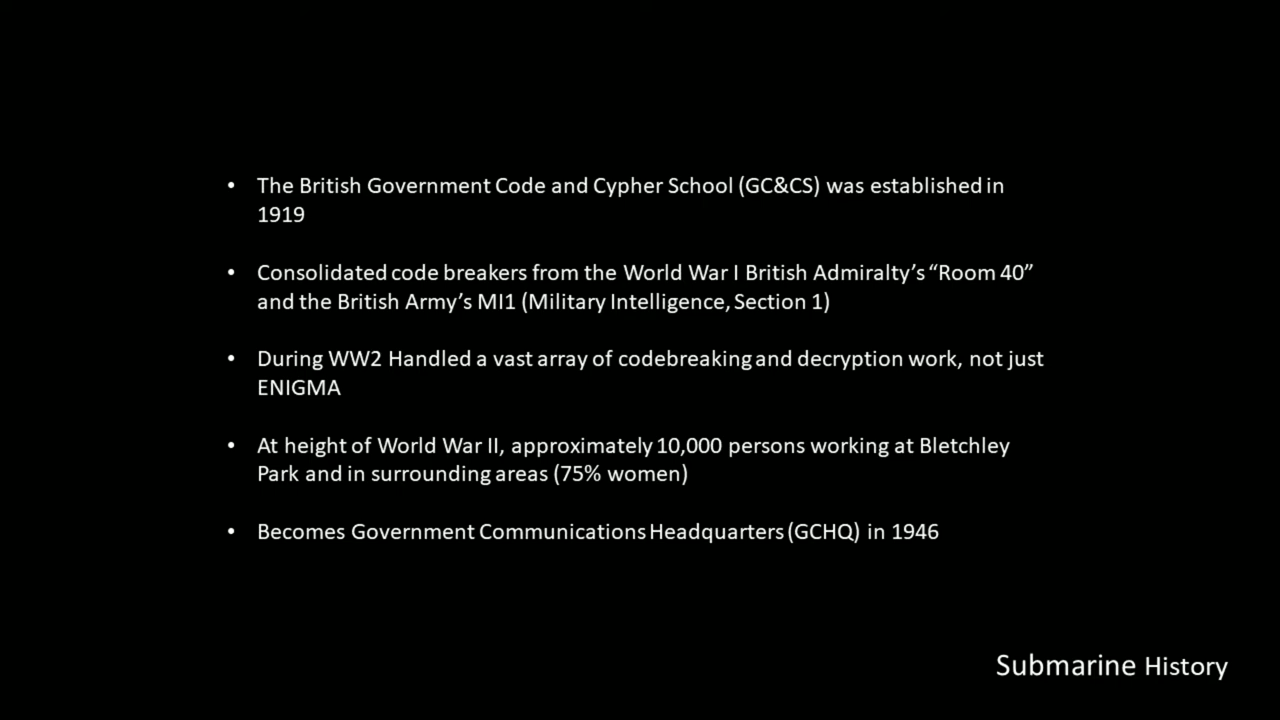 • The British Government Code and Cypher School (GC&CS) was established in
1919
• Consolidated code breakers from the World War I British Admiralty’s “Room 40”
and the British Army’s MI1 (Military Intelligence, Section 1)
• During WW2 Handled a vast array of codebreaking and decryption work, not just
ENIGMA
• At height of World War II, approximately 10,000 persons working at Bletchley
Park and in surrounding areas (75% women)
• Becomes Government Communications Headquarters (GCHQ) in 1946
Submarine History